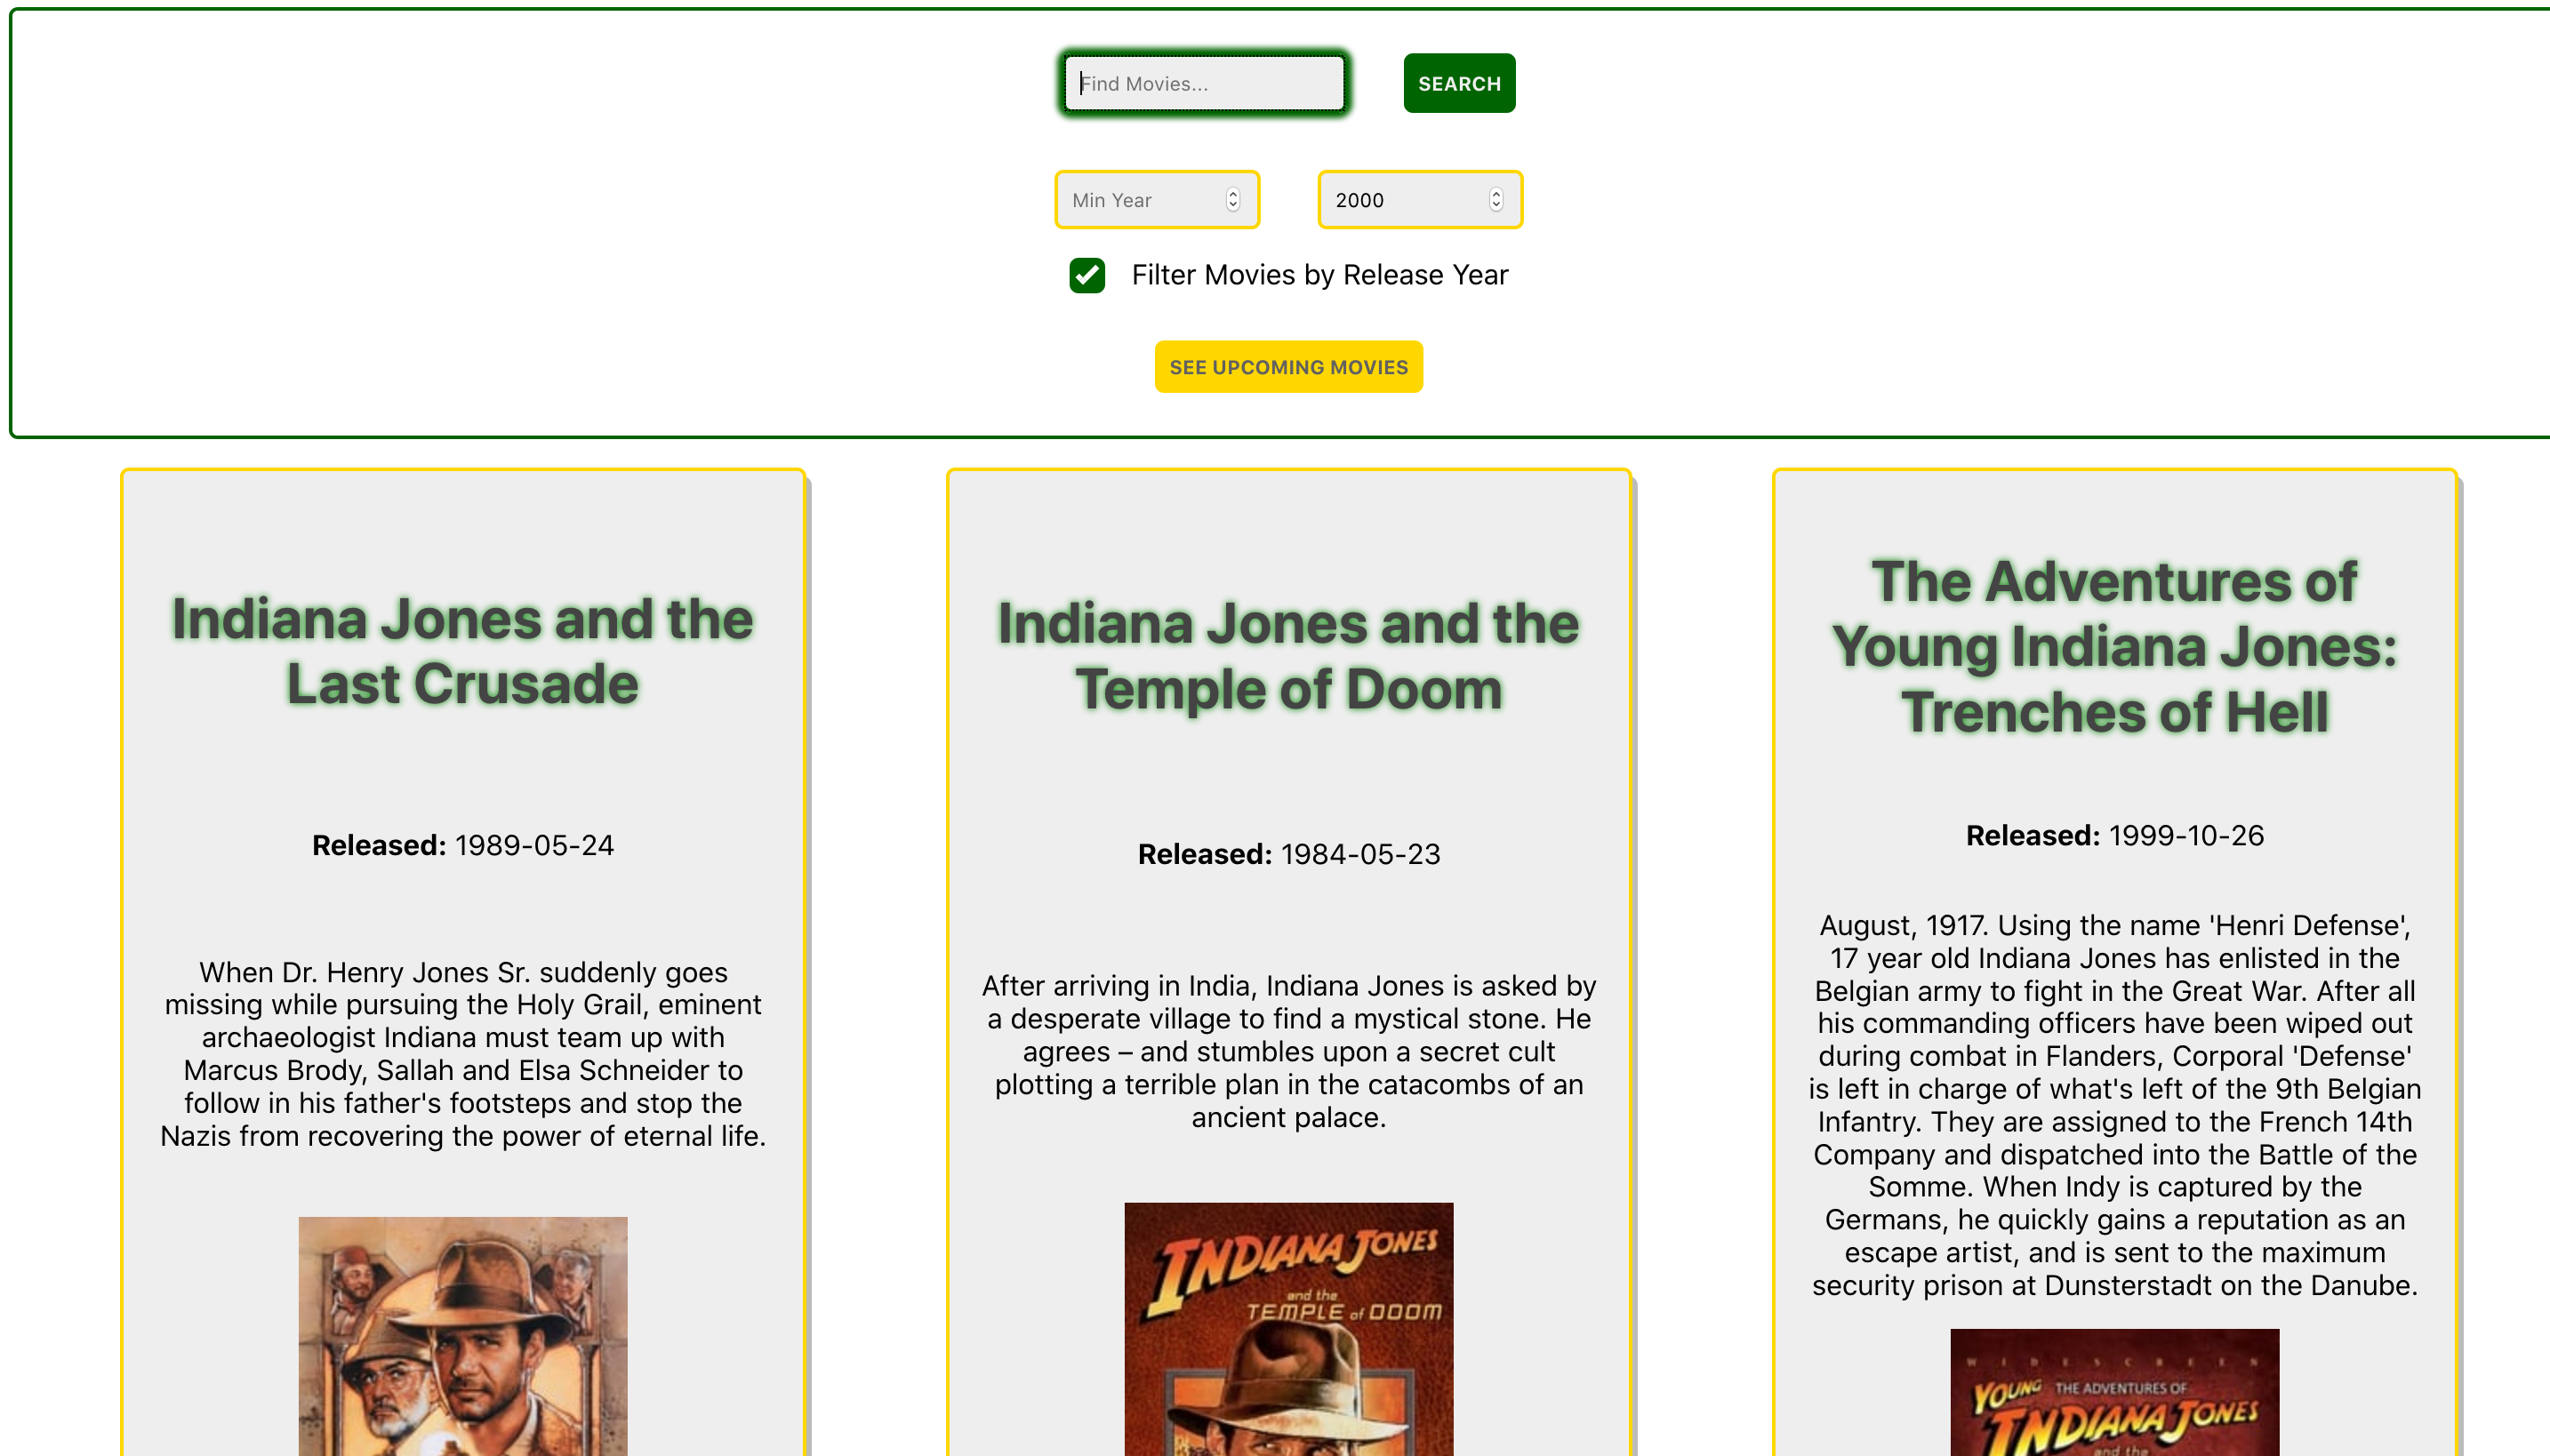 Find Movies...
SEARCH
Min Year
2000
Filter Movies by Release Year
SEE UPCOMING MOVIES
Indiana Jones and the
Last Crusade
Released: 1989-05-24
When Dr. Henry Jones Sr. suddenly goes
missing while pursuing the Holy Grail, eminent
archaeologist Indiana must team up with
Marcus Brody, Sallah and Elsa Schneider to
follow in his father's footsteps and stop the
Nazis from recovering the power of eternal life.
Indiana Jones and the
Temple of Doom
Released: 1984-05-23
After arriving in India, Indiana Jones is asked by
a desperate village to find a mystical stone. He
agrees – and stumbles upon a secret cult
plotting a terrible plan in the catacombs of an
ancient palace.
INDIANA JONES
and the
TEMPLE of DOOM
The Adventures of
Young Indiana Jones:
Trenches of Hell
Released: 1999-10-26
August, 1917. Using the name 'Henri Defense',
17 year old Indiana Jones has enlisted in the
Belgian army to fight in the Great War. After all
his commanding officers have been wiped out
during combat in Flanders, Corporal 'Defense'
is left in charge of what's left of the 9th Belgian
Infantry. They are assigned to the French 14th
Company and dispatched into the Battle of the
Somme. When Indy is captured by the
Germans, he quickly gains a reputation as an
escape artist, and is sent to the maximum
security prison at Dunsterstadt on the Danube.
WIDESCREEN
THE ADVENTURES OF
YOUNG
INDIANA JONES
and the